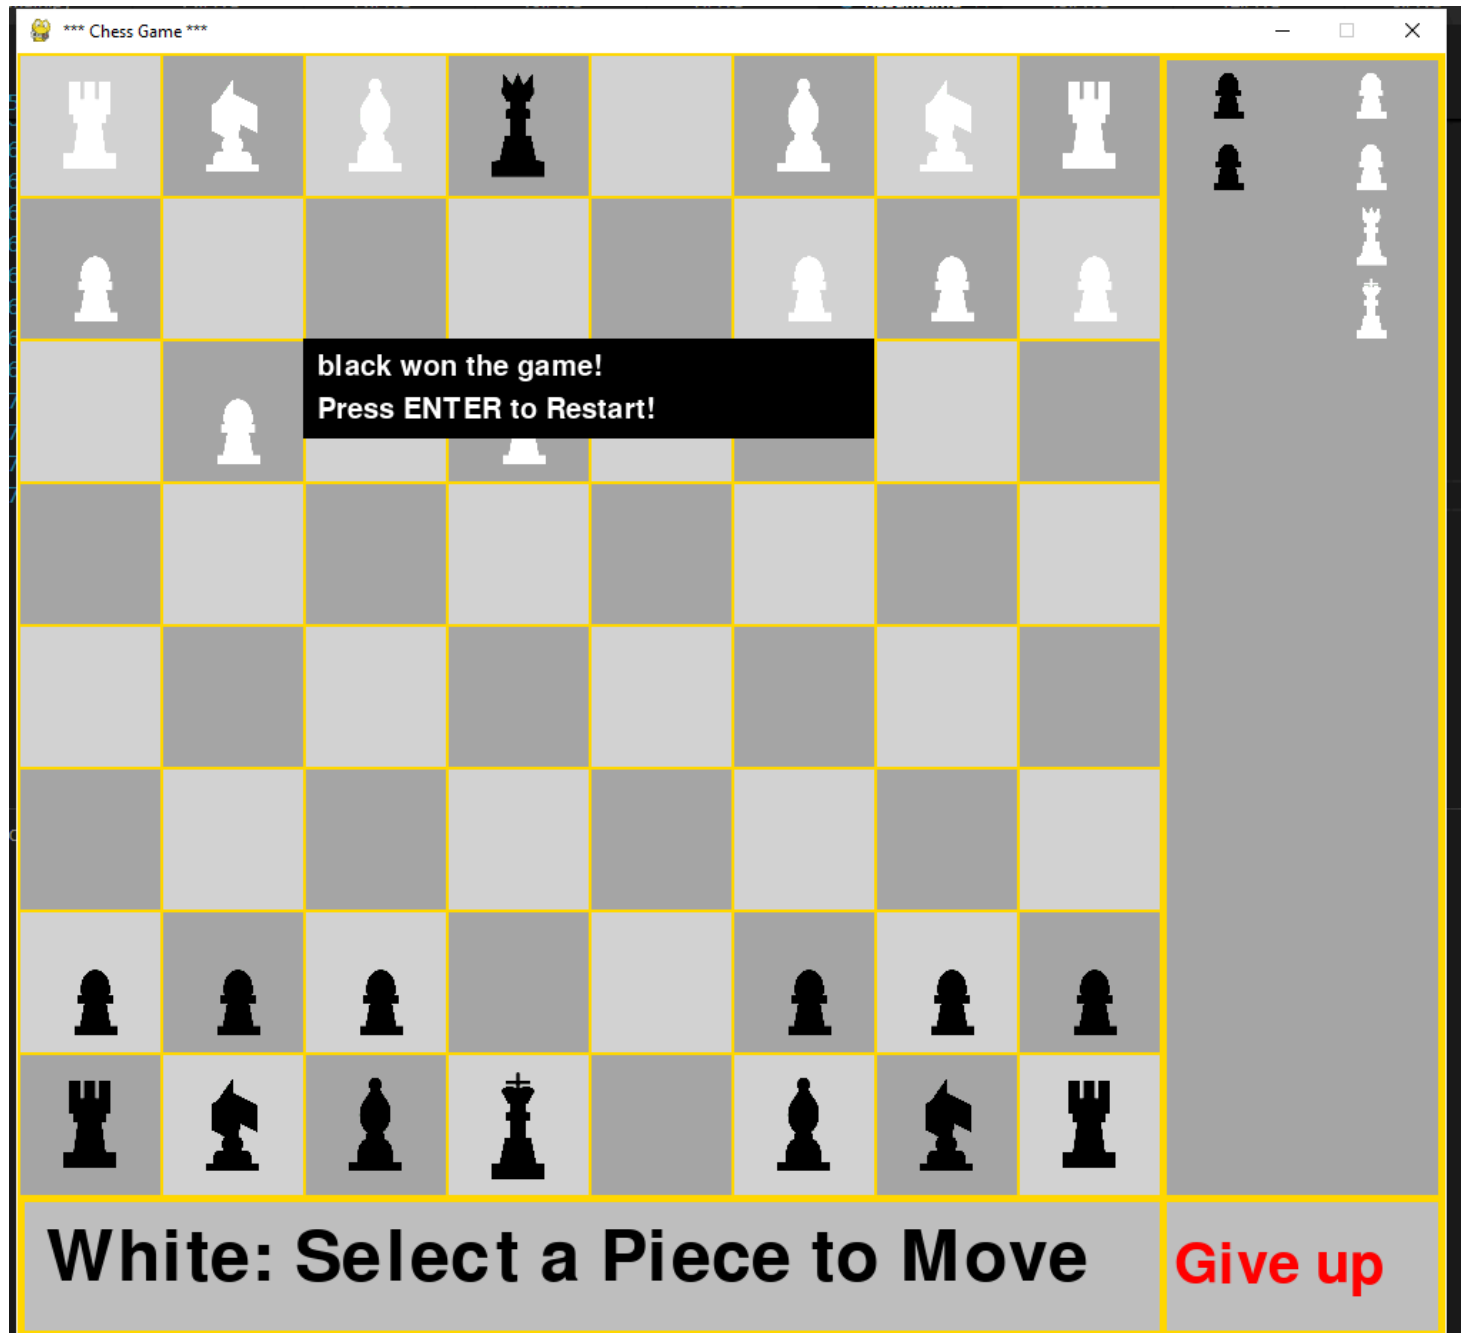 *** Chess Game ***
black won the game!
Press ENTER to Restart!
White: Select a Piece to Move
Give up